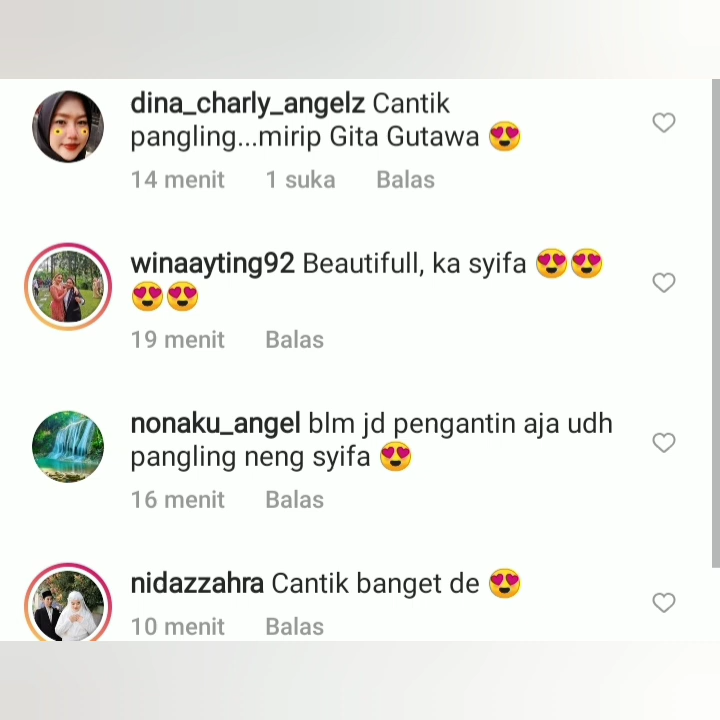 dina_charly_angelz Cantik
pangling...mirip Gita Gutawa 😍
14 menit 1 suka Balas
winaayting92 Beautifull, ka syifa 😍😍
😍😍
19 menit Balas
nonaku_angel blm jd pengantin aja udh
pangling neng syifa 😍
16 menit Balas
nidazzahra Cantik banget de 😍
10 menit Balas